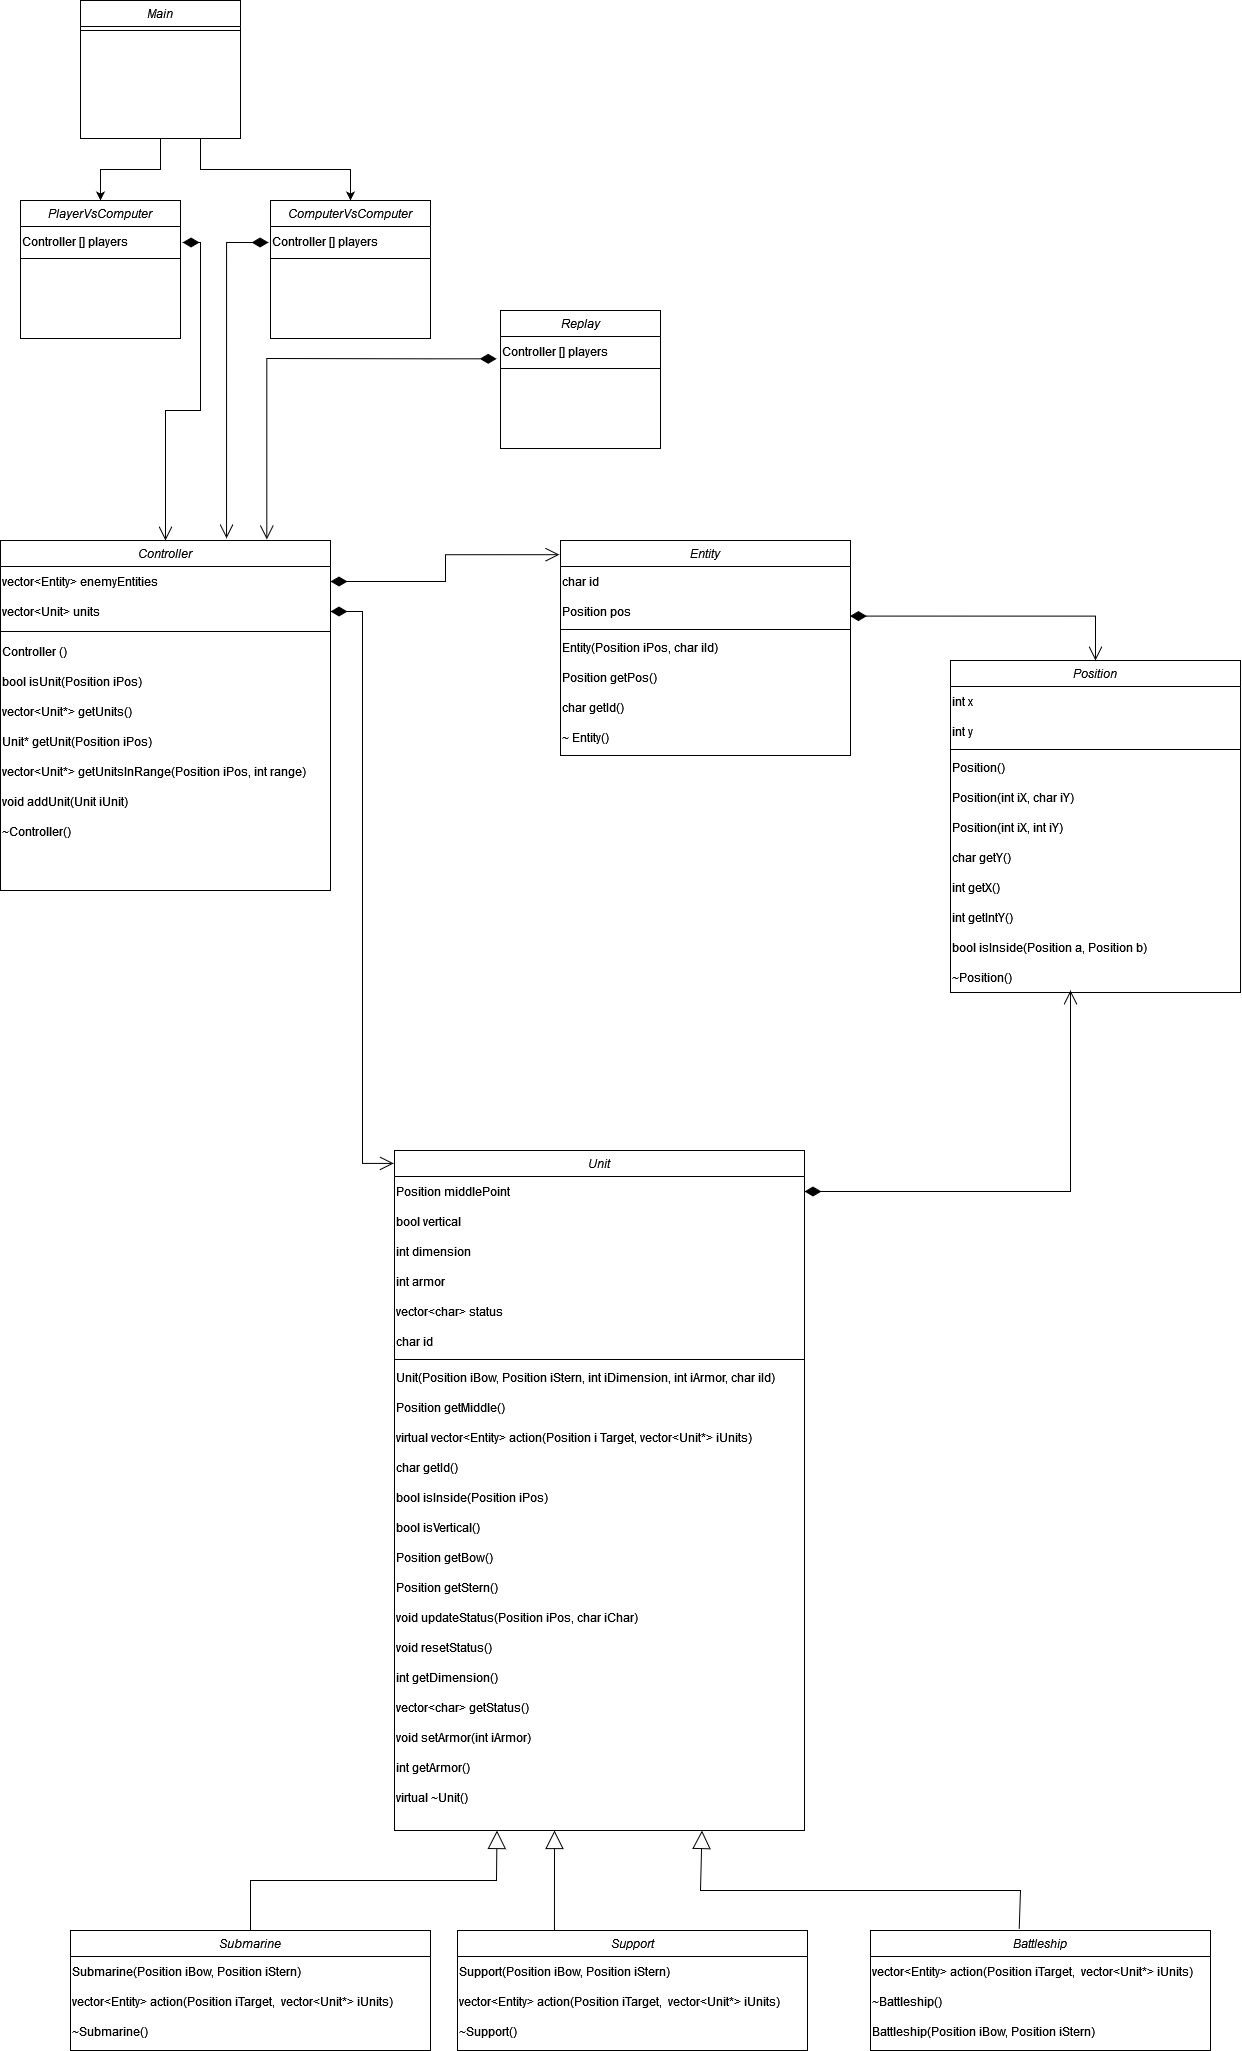 Main
PlayerVsComputer
Controller [] players
ComputerVsComputer
Controller [] players
Replay
Controller [] players
Controller
vector<Entity> enemyEntities
vector<Unit> units
Controller ()
bool isUnit(Position iPos)
vector<Unit*> getUnits()
Unit* getUnit(Position iPos)
vector<Unit*> getUnitsInRange(Position iPos, int range)
void addUnit(Unit iUnit)
~Controller()
Entity
char id
Position pos
Entity(Position iPos, char iId)
Position getPos()
char getId()
~ Entity()
Position
int x
int y
Position()
Position(int iX, char iY)
Position(int iX, int iY)
char getY()
int getX()
int getIntY()
bool isInside(Position a, Position b)
~Position()
Unit
Position middlePoint
bool vertical
int dimension
int armor
vector<char> status
char id
Unit(Position iBow, Position iStern, int iDimension, int iArmor, char iId)
Position getMiddle()
virtual vector<Entity> action(Position i Target, vector<Unit*> iUnits)
char getId()
bool isInside(Position iPos)
bool isVertical()
Position getBow()
Position getStern()
void updateStatus(Position iPos, char iChar)
void resetStatus()
int getDimension()
vector<char> getStatus()
void setArmor(int iArmor)
int getArmor()
virtual ~Unit()
Submarine
Submarine(Position iBow, Position iStern)
vector<Entity> action(Position iTarget,  vector<Unit*> iUnits)
~Submarine()
Support
Support(Position iBow, Position iStern)
vector<Entity> action(Position iTarget,  vector<Unit*> iUnits)
~Support()
Battleship
vector<Entity> action(Position iTarget,  vector<Unit*> iUnits)
~Battleship()
Battleship(Position iBow, Position iStern)